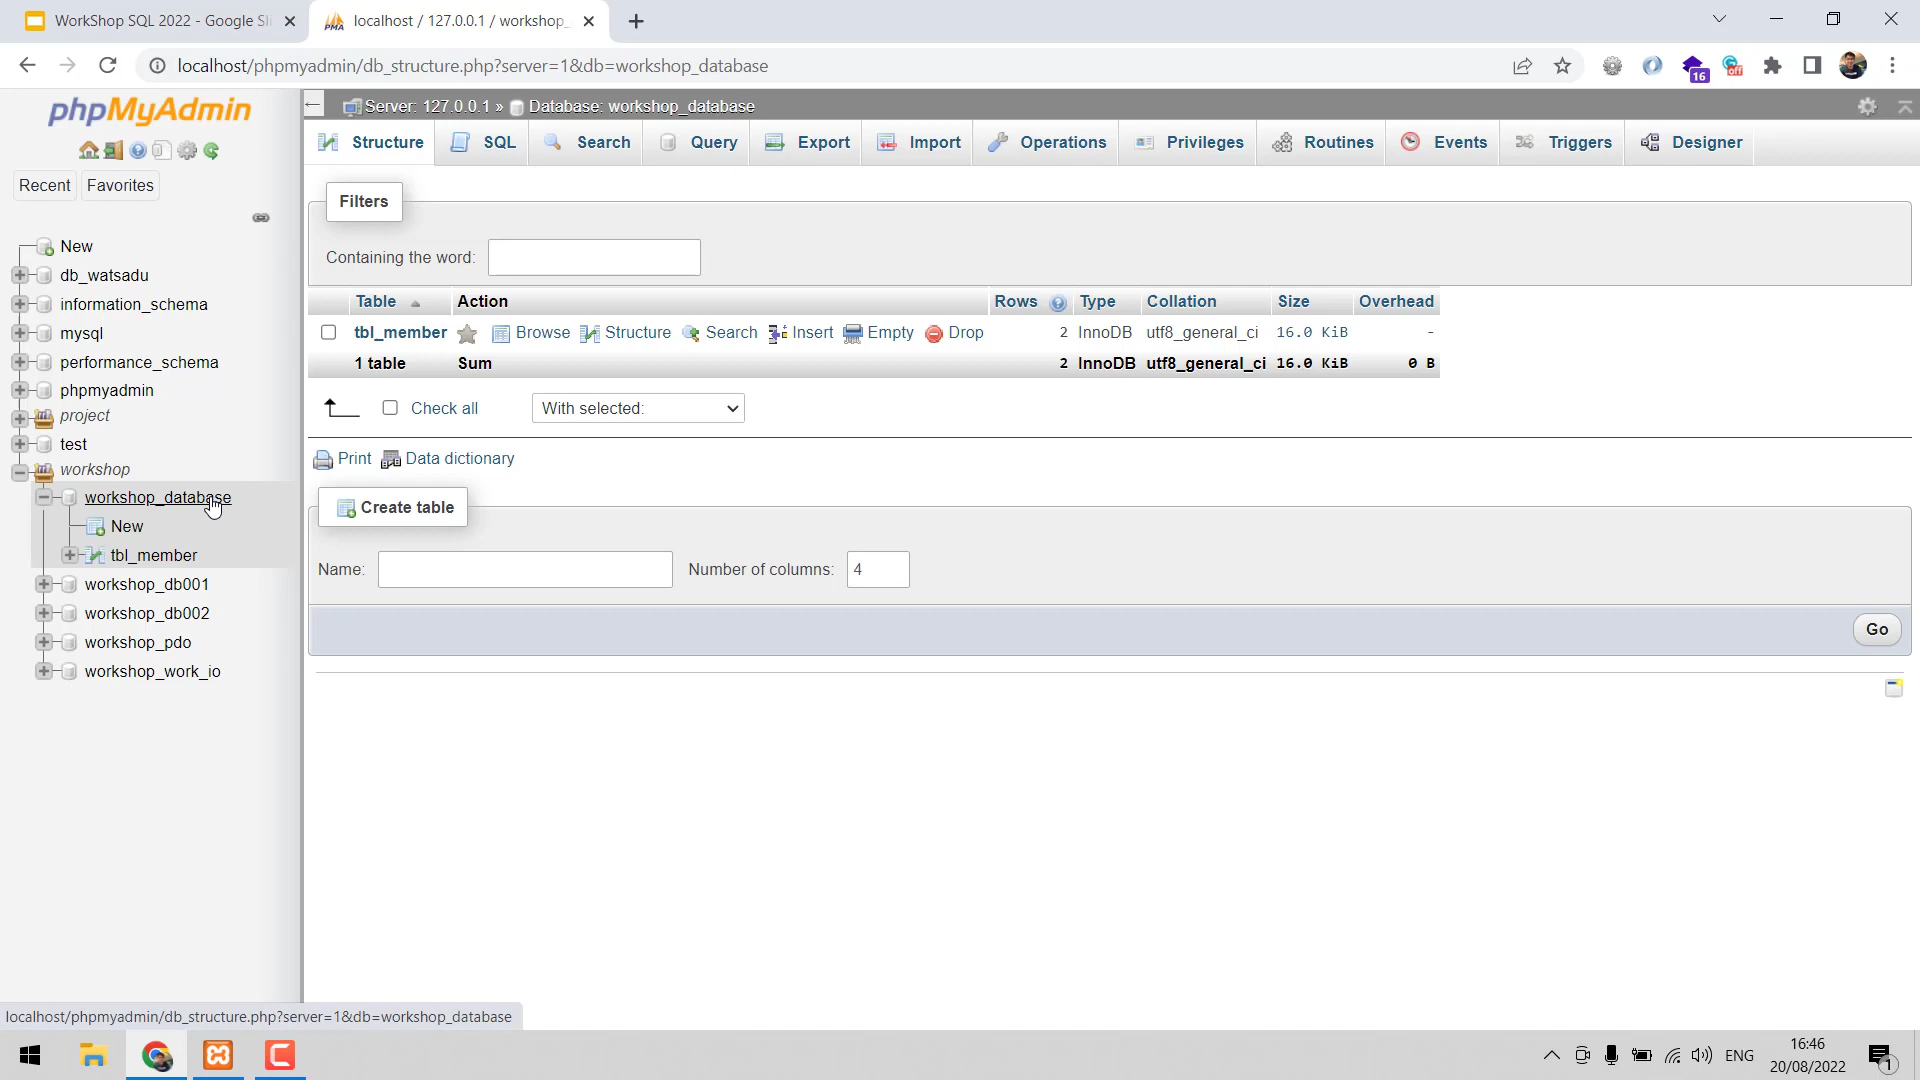 WorkShop SQL 2022 - Google Sli
localhost / 127.0.0.1 / workshop_
localhost/phpmyadmin/db_structure.php?server=1&db=workshop_database
16
off
phpMyAdmin
Server: 127.0.0.1 » Database: workshop_database
Structure SQL Search Query Export Import Operations Privileges Routines Events Triggers Designer
Recent Favorites
New
db_watsadu
information_schema
mysql
performance_schema
phpmyadmin
project
test
workshop
workshop_database
New
tbl_member
workshop_db001
workshop_db002
workshop_pdo
workshop_work_io
Filters
Containing the word:
Table Action Rows Type Collation Size Overhead
tbl_member Browse Structure Search Insert Empty Drop 2 InnoDB utf8_general_ci 16.0 KiB -
1 table Sum 2 InnoDB utf8_general_ci 16.0 KiB 0 B
Check all With selected:
Print Data dictionary
Create table
Name: Number of columns: 4
Go
localhost/phpmyadmin/db_structure.php?server=1&db=workshop_database
ENG
16:46
20/08/2022
1